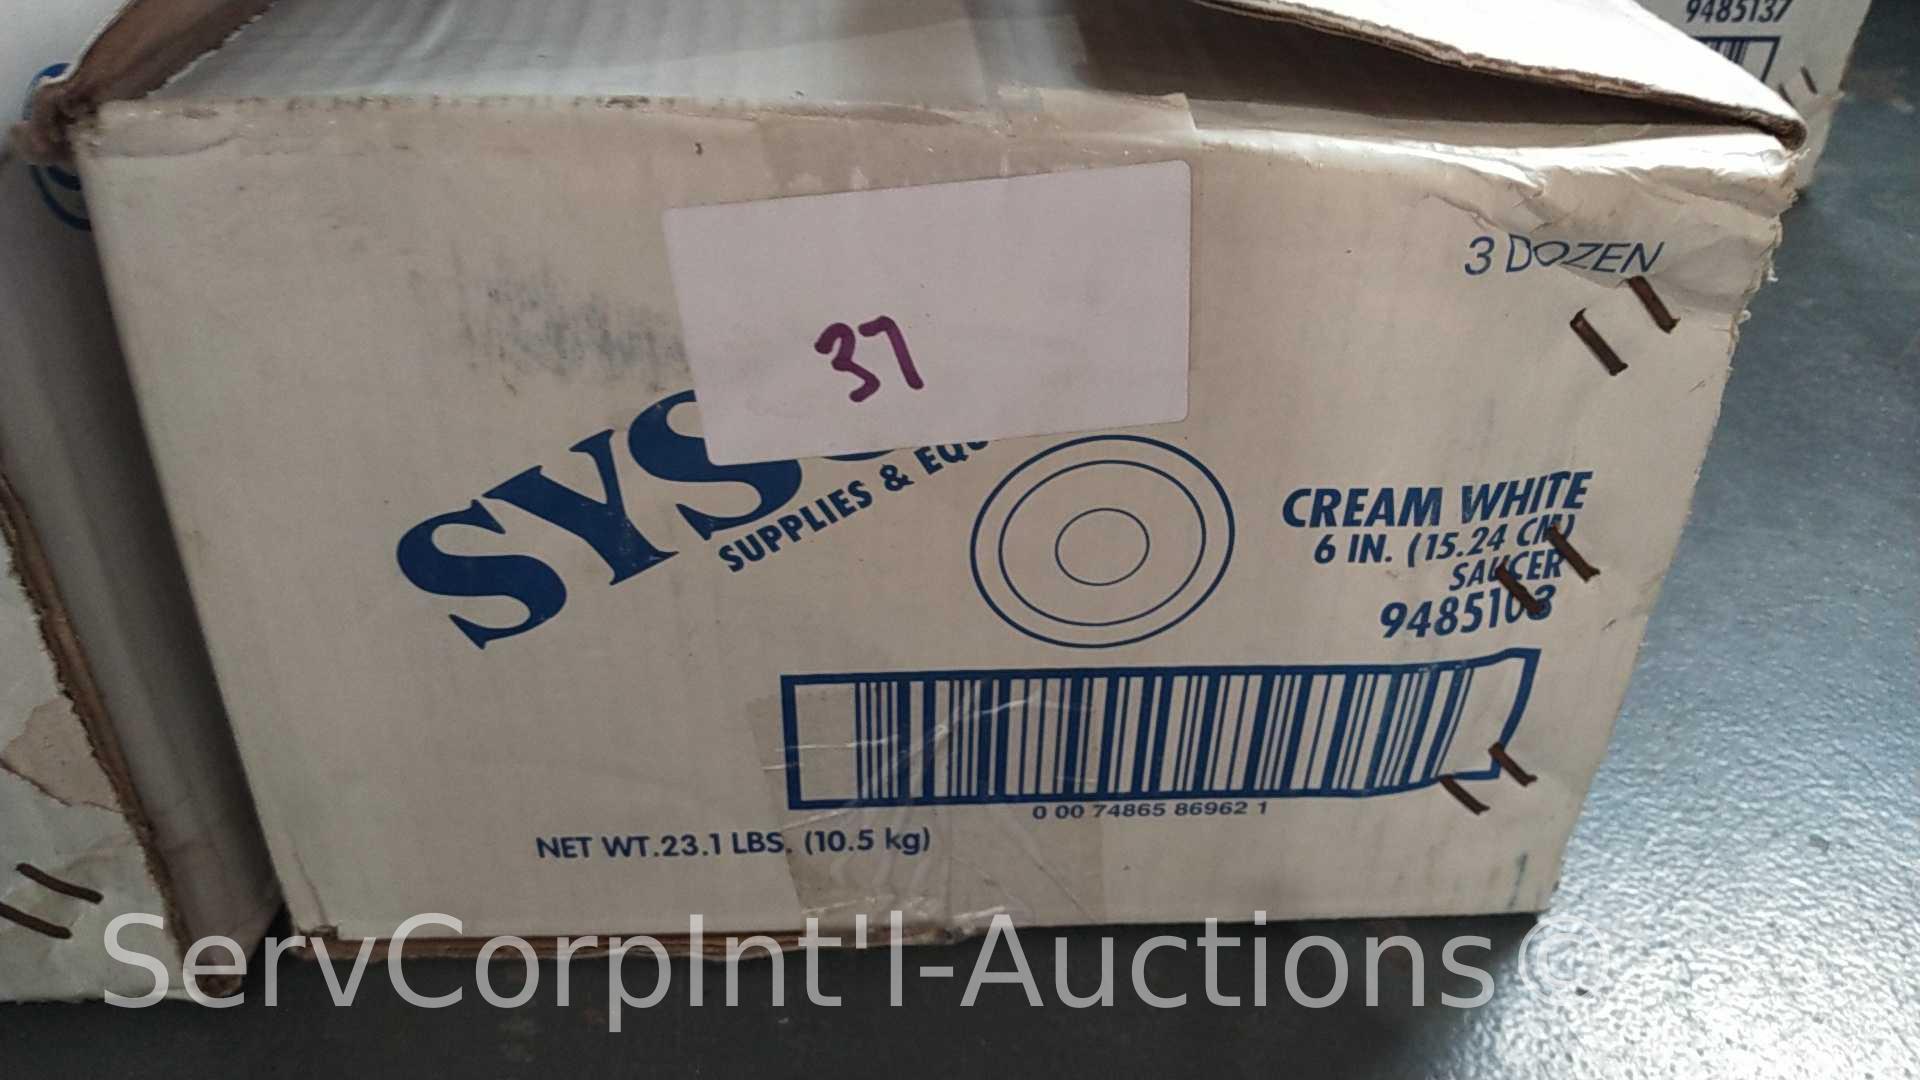 9485137
3 DOZEN
37
SYS
SUPPLIES &
CREAM WHITE
6 IN. (15.24 CM)
SAUCER
9485103
0 00 74865 86962 1
NET WT.23.1 LBS. (10.5 kg)
ServCorpInt'l-Auctions©